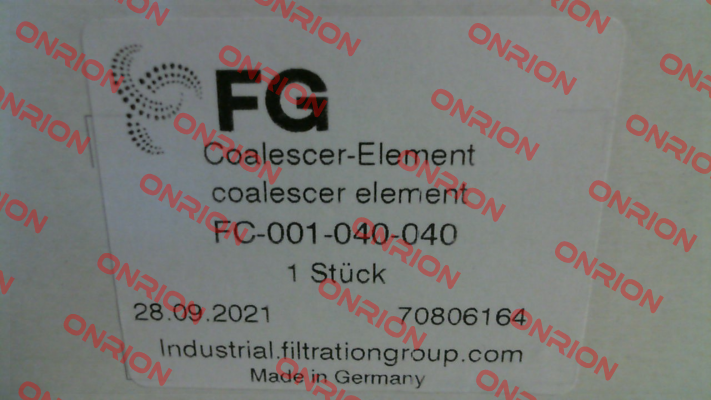 FG
Coalescer-Element
coalescer element
FC-001-040-040
1 Stück
28.09.2021 70806164
Industrial.filtrationgroup.com
Made in Germany
ONRION